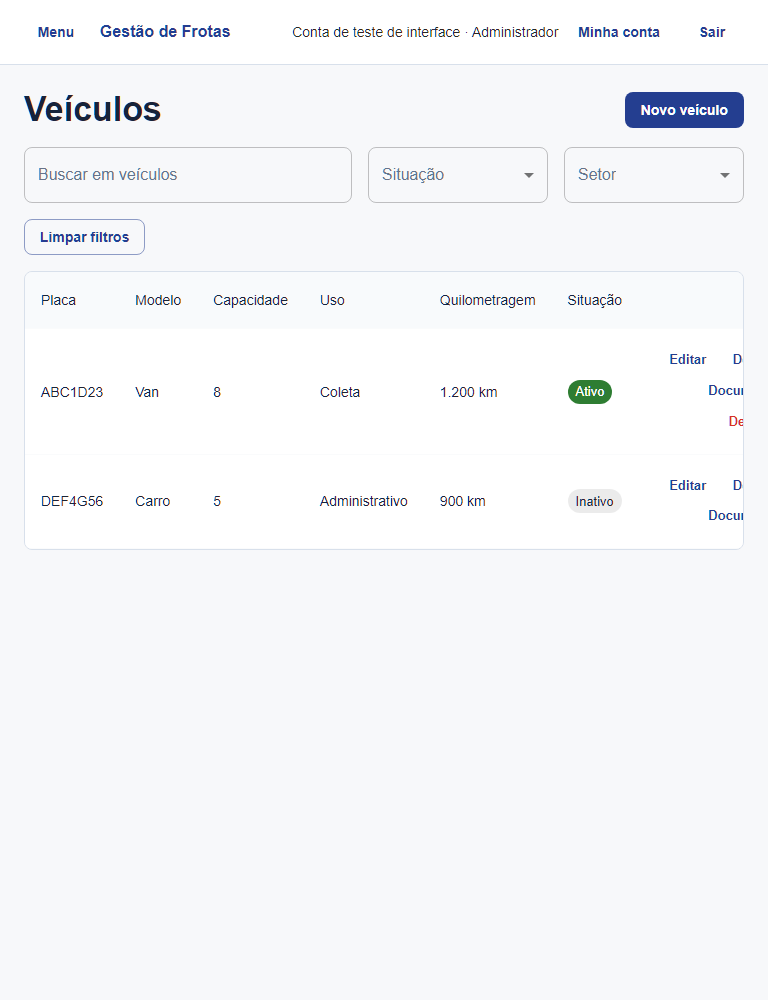 Menu Gestão de Frotas Conta de teste de interface · Administrador Minha conta Sair
Veículos Novo veículo
Buscar em veículos Situação Setor
Limpar filtros
Placa Modelo Capacidade Uso Quilometragem Situação
Editar
ABC1D23 Van 8 Coleta 1.200 km Ativo
DEF4G56 Carro 5 Administrativo 900 km Inativo Editar